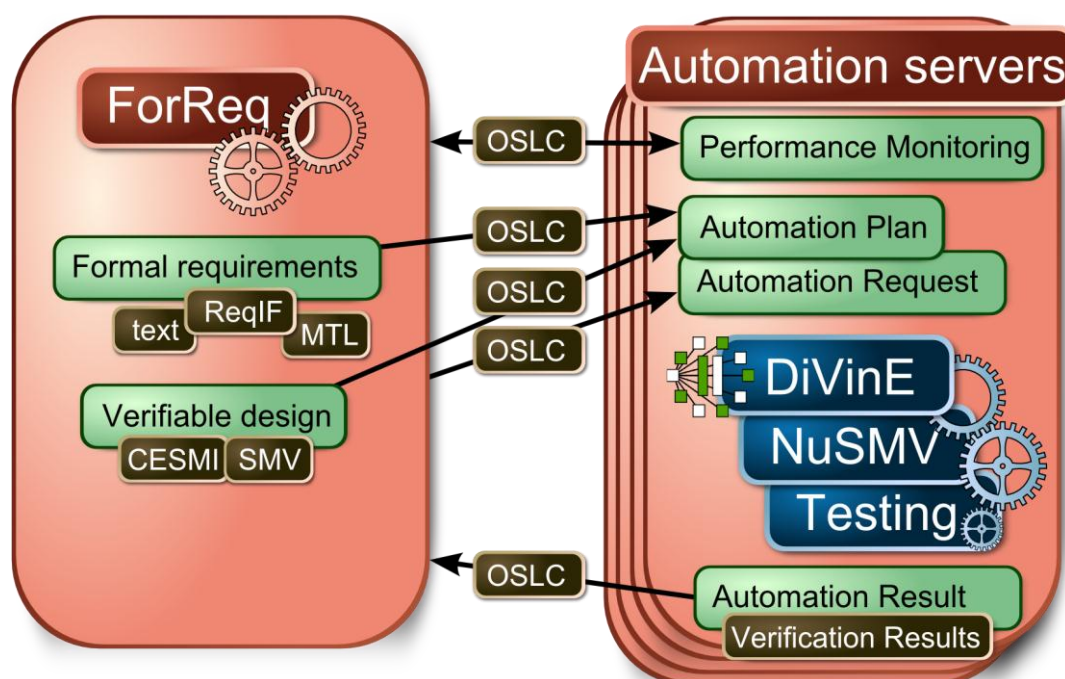 ForReq
Automation servers
OSLC
Performance Monitoring
OSLC
Automation Plan
Formal requirements
OSLC
Automation Request
text
ReqIF
MTL
OSLC
DiVinE
Verifiable design
NuSMV
CESMI
SMV
Testing
OSLC
Automation Result
Verification Results